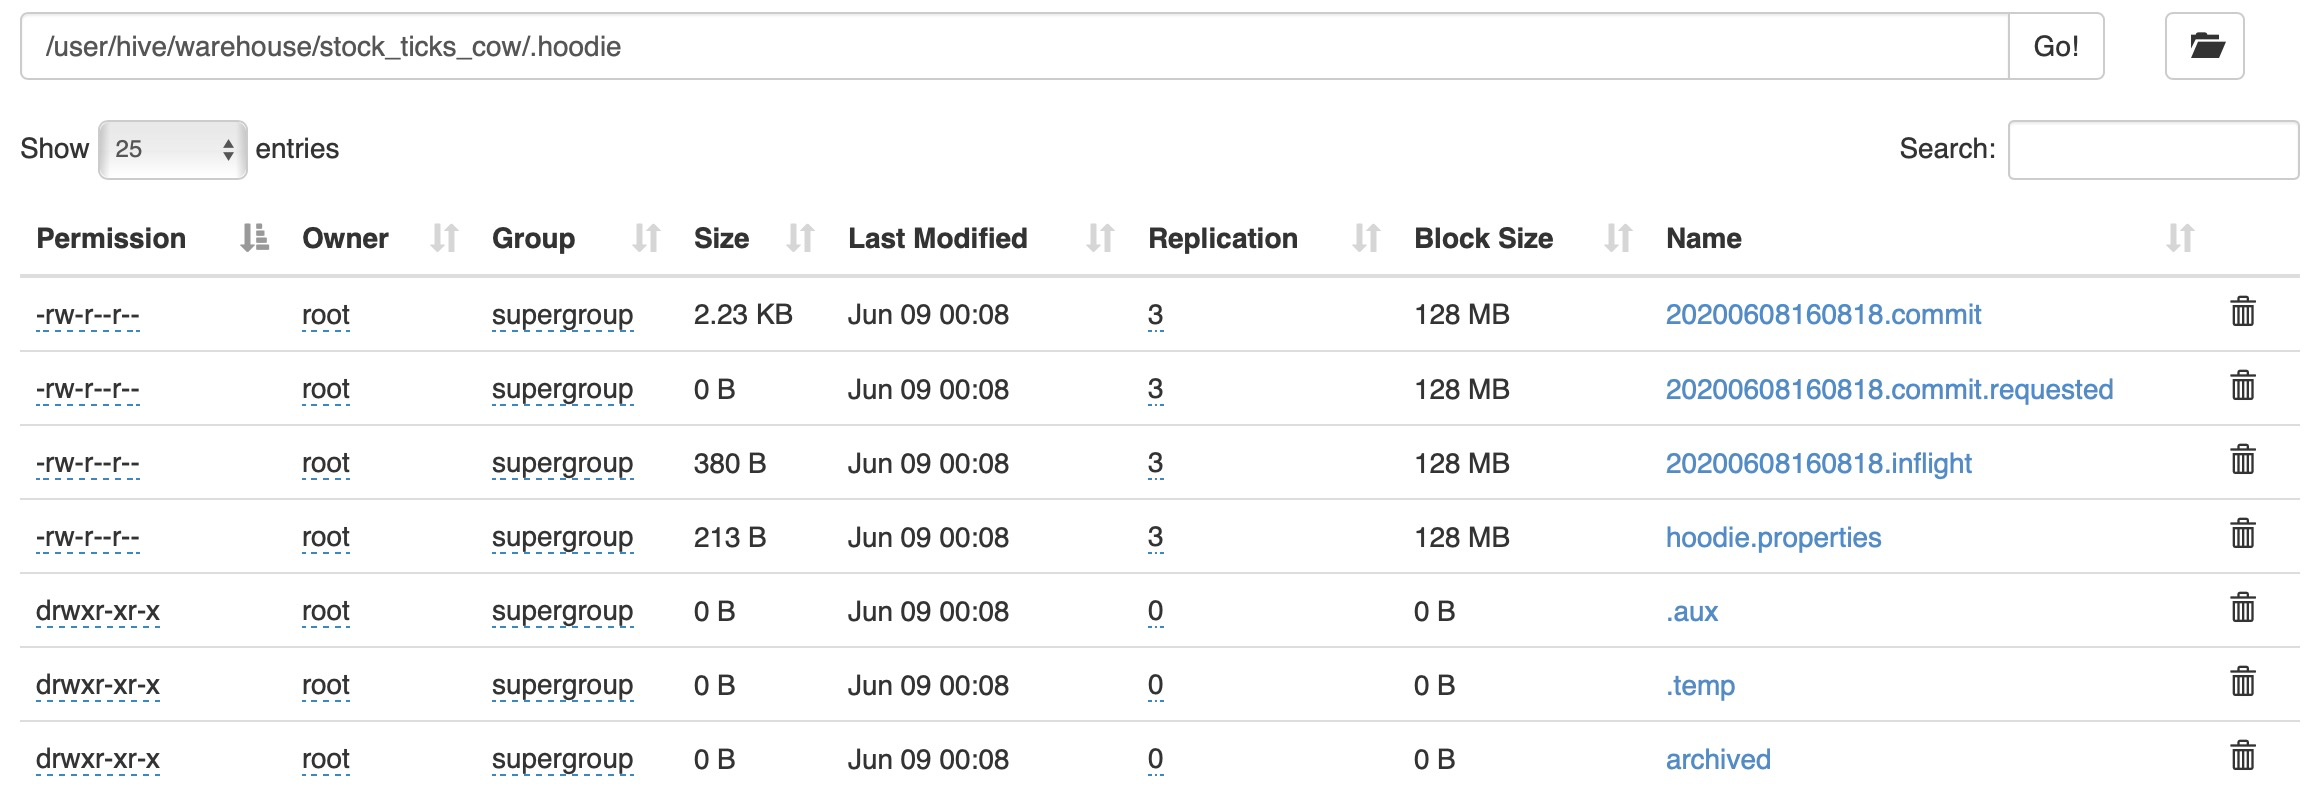 /user/hive/warehouse/stock_ticks_cow/.hoodie Go!
Show 25 entries Search:
Permission Owner Group Size Last Modified Replication Block Size Name
-rw-r--r-- root supergroup 2.23 KB Jun 09 00:08 3 128 MB 20200608160818.commit
-rw-r--r-- root supergroup 0 B Jun 09 00:08 3 128 MB 20200608160818.commit.requested
-rw-r--r-- root supergroup 380 B Jun 09 00:08 3 128 MB 20200608160818.inflight
-rw-r--r-- root supergroup 213 B Jun 09 00:08 3 128 MB hoodie.properties
drwxr-xr-x root supergroup 0 B Jun 09 00:08 0 0 B .aux
drwxr-xr-x root supergroup 0 B Jun 09 00:08 0 0 B .temp
drwxr-xr-x root supergroup 0 B Jun 09 00:08 0 0 B archived